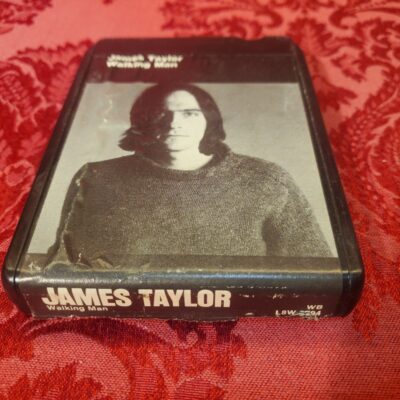 James Taylor
Walking Man
JAMES TAYLOR
Walking Man
WB
L8W-2794